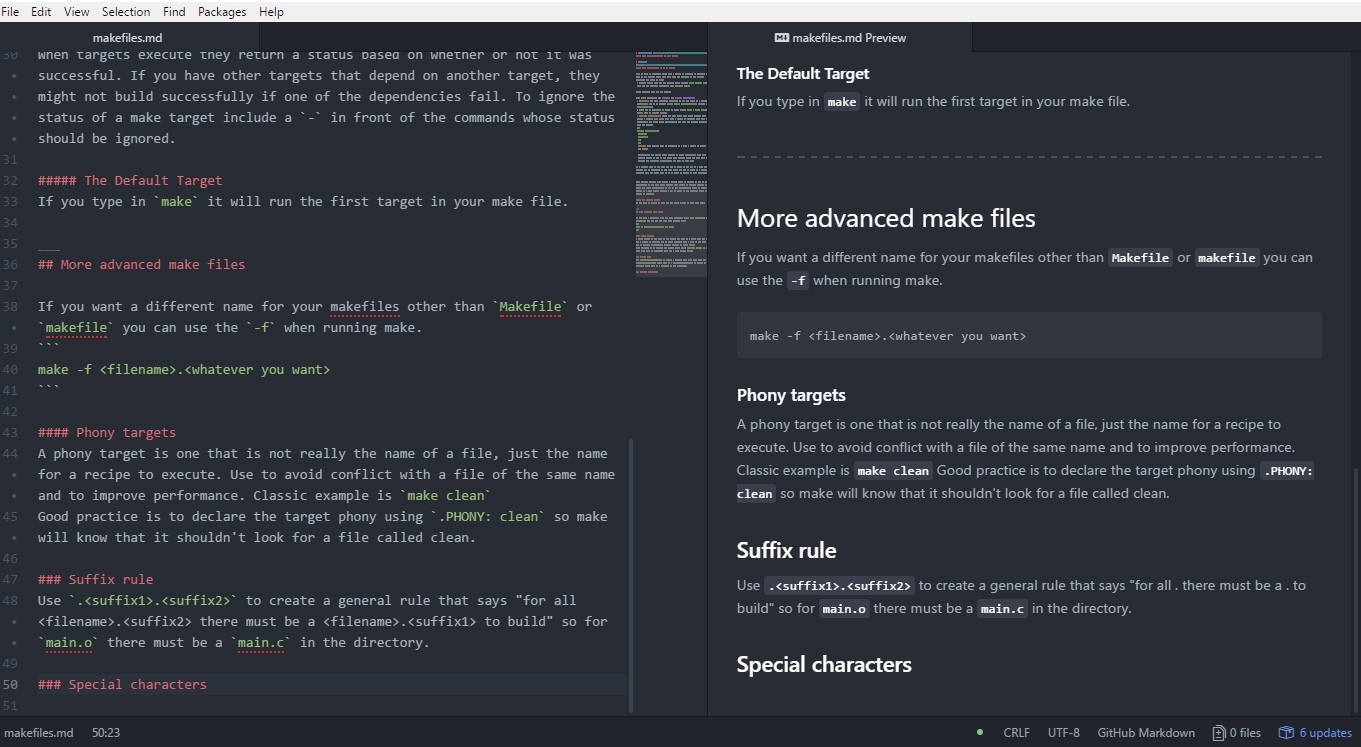 File Edit View Selection Find Packages Help
makefiles.md
30 When targets execute they return a status based on whether or not it was
• successful. If you have other targets that depend on another target, they
• might not build successfully if one of the dependencies fail. To ignore the
• status of a make target include a `-` in front of the commands whose status
• should be ignored.
31
32 ##### The Default Target
33 If you type in `make` it will run the first target in your make file.
34
35 ___
36 ## More advanced make files
37
38 If you want a different name for your makefiles other than `Makefile` or
• `makefile` you can use the `-f` when running make.
39 ```
40 make -f <filename>.<whatever you want>
41 ```
42
43 #### Phony targets
44 A phony target is one that is not really the name of a file, just the name
• for a recipe to execute. Use to avoid conflict with a file of the same name
• and to improve performance. Classic example is `make clean`
45 Good practice is to declare the target phony using `.PHONY: clean` so make
• will know that it shouldn't look for a file called clean.
46
47 ### Suffix rule
48 Use `.<suffix1>.<suffix2>` to create a general rule that says "for all
• <filename>.<suffix2> there must be a <filename>.<suffix1> to build" so for
• `main.o` there must be a `main.c` in the directory.
49
50 ### Special characters
51
makefiles.md Preview
The Default Target
If you type in make it will run the first target in your make file.
More advanced make files
If you want a different name for your makefiles other than Makefile or makefile you can
use the -f when running make.
make -f <filename>.<whatever you want>
Phony targets
A phony target is one that is not really the name of a file, just the name for a recipe to
execute. Use to avoid conflict with a file of the same name and to improve performance.
Classic example is make clean Good practice is to declare the target phony using .PHONY:
clean so make will know that it shouldn't look for a file called clean.
Suffix rule
Use .<suffix1>.<suffix2> to create a general rule that says "for all . there must be a . to
build" so for main.o there must be a main.c in the directory.
Special characters
makefiles.md 50:23 CRLF UTF-8 GitHub Markdown 0 files 6 updates